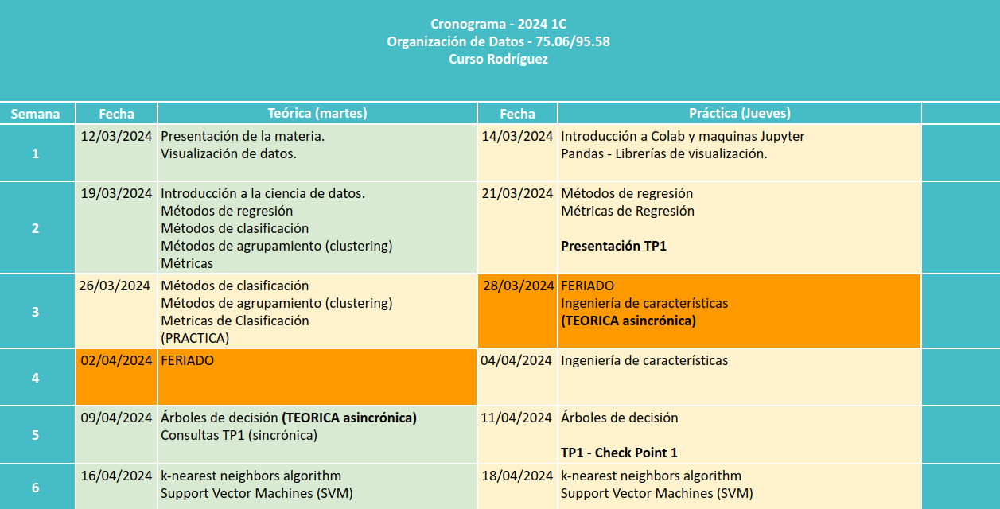 Cronograma - 2024 1C
Organización de Datos - 75.06/95.58
Curso Rodríguez
Semana Fecha Teórica (martes) Fecha Práctica (Jueves)
1
12/03/2024
Presentación de la materia.
Visualización de datos.
14/03/2024
Introducción a Colab y maquinas Jupyter
Pandas - Librerías de visualización.
2
19/03/2024
Introducción a la ciencia de datos.
Métodos de regresión
Métodos de clasificación
Métodos de agrupamiento (clustering)
Métricas
21/03/2024
Métodos de regresión
Métricas de Regresión
Presentación TP1
3
26/03/2024
Métodos de clasificación
Métodos de agrupamiento (clustering)
Metricas de Clasificación
(PRACTICA)
28/03/2024
FERIADO
Ingeniería de características
(TEORICA asincrónica)
4
02/04/2024
FERIADO
04/04/2024
Ingeniería de características
5
09/04/2024
Árboles de decisión (TEORICA asincrónica)
Consultas TP1 (sincrónica)
11/04/2024
Árboles de decisión
TP1 - Check Point 1
6
16/04/2024
k-nearest neighbors algorithm
Support Vector Machines (SVM)
18/04/2024
k-nearest neighbors algorithm
Support Vector Machines (SVM)